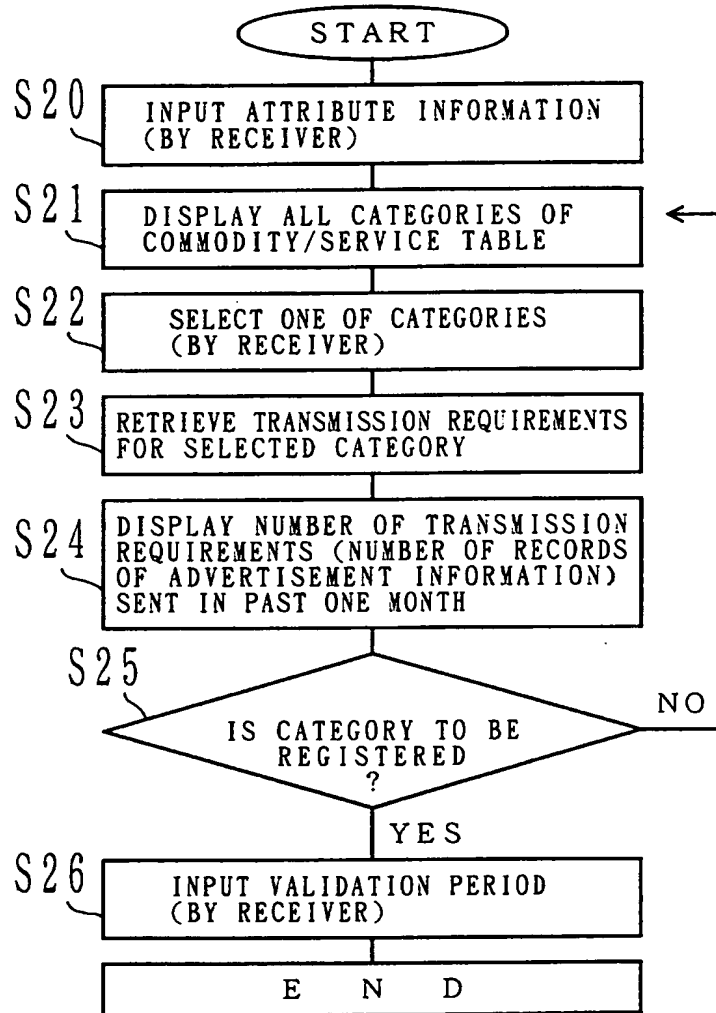 START
S20
INPUT ATTRIBUTE INFORMATION
(BY RECEIVER)
S21
DISPLAY ALL CATEGORIES OF
COMMODITY/SERVICE TABLE
S22
SELECT ONE OF CATEGORIES
(BY RECEIVER)
S23
RETRIEVE TRANSMISSION REQUIREMENTS
FOR SELECTED CATEGORY
S24
DISPLAY NUMBER OF TRANSMISSION
REQUIREMENTS (NUMBER OF RECORDS
OF ADVERTISEMENT INFORMATION)
SENT IN PAST ONE MONTH
S25
IS CATEGORY TO BE
REGISTERED
?
NO
YES
S26
INPUT VALIDATION PERIOD
(BY RECEIVER)
END